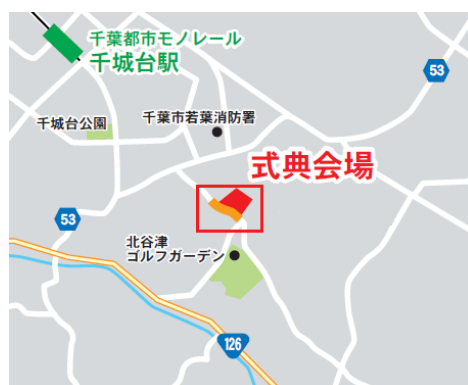 千葉都市モノレール
千城台駅
53
千城台公園
千葉市若葉消防署
式典会場
53
北谷津
ゴルフガーデン
126